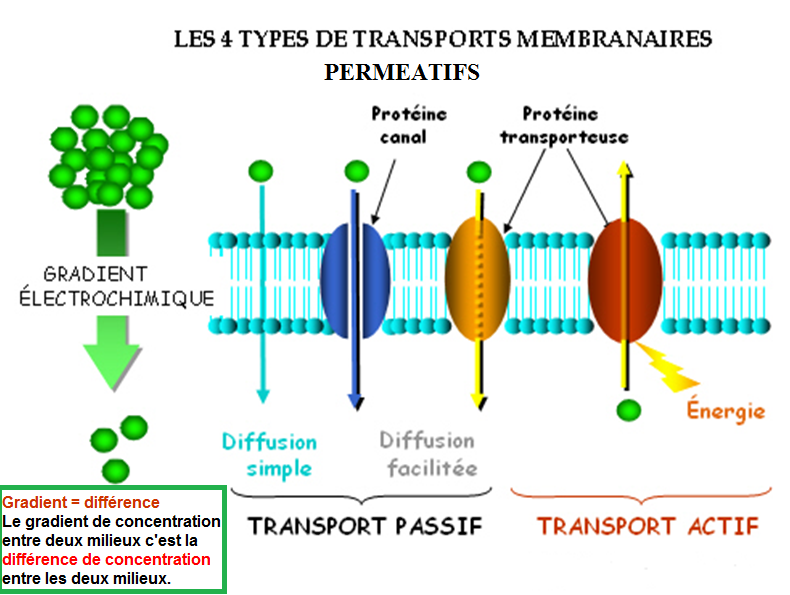 LES 4 TYPES DE TRANSPORTS MEMBRANAIRES
PERMEATIFS
Protéine
canal
Protéine
transporteuse
GRADIENT
ÉLECTROCHIMIQUE
Énergie
Diffusion
simple
Diffusion
facilitée
TRANSPORT PASSIF
TRANSPORT ACTIF
Gradient = différence
Le gradient de concentration
entre deux milieux c'est la
différence de concentration
entre les deux milieux.